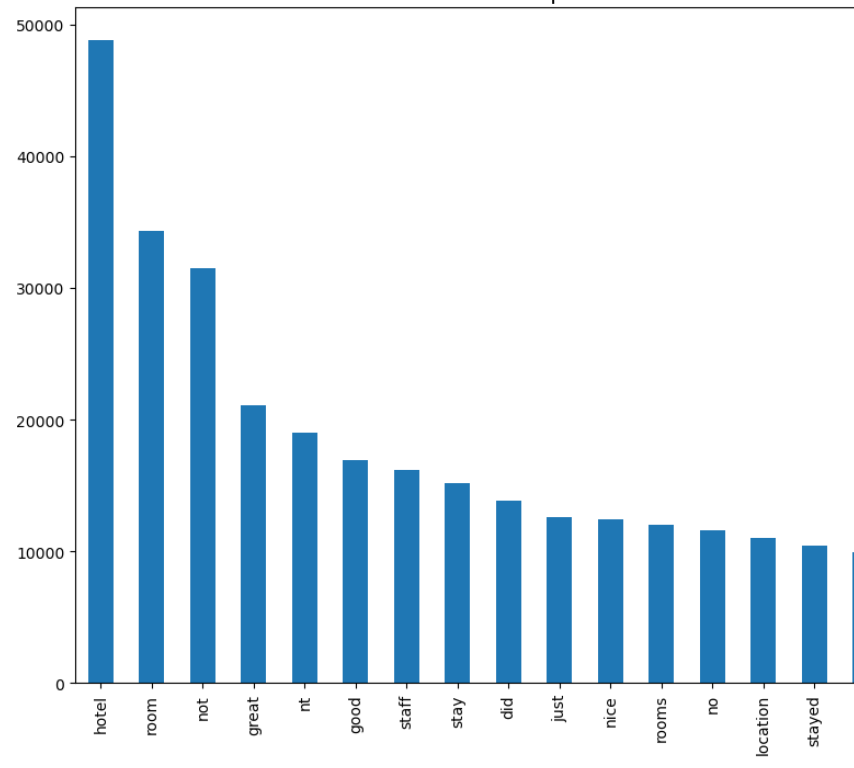 50000
40000
30000
20000
10000
0
hotel
room
not
great
nt
good
staff
stay
did
just
nice
rooms
no
location
stayed